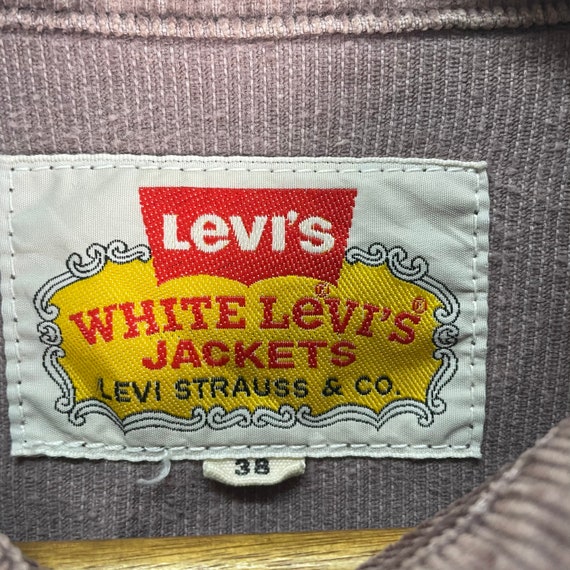 LeVI'S
WHITE LeVI'S®
JACKETS
LEVI STRAUSS & CO.
38